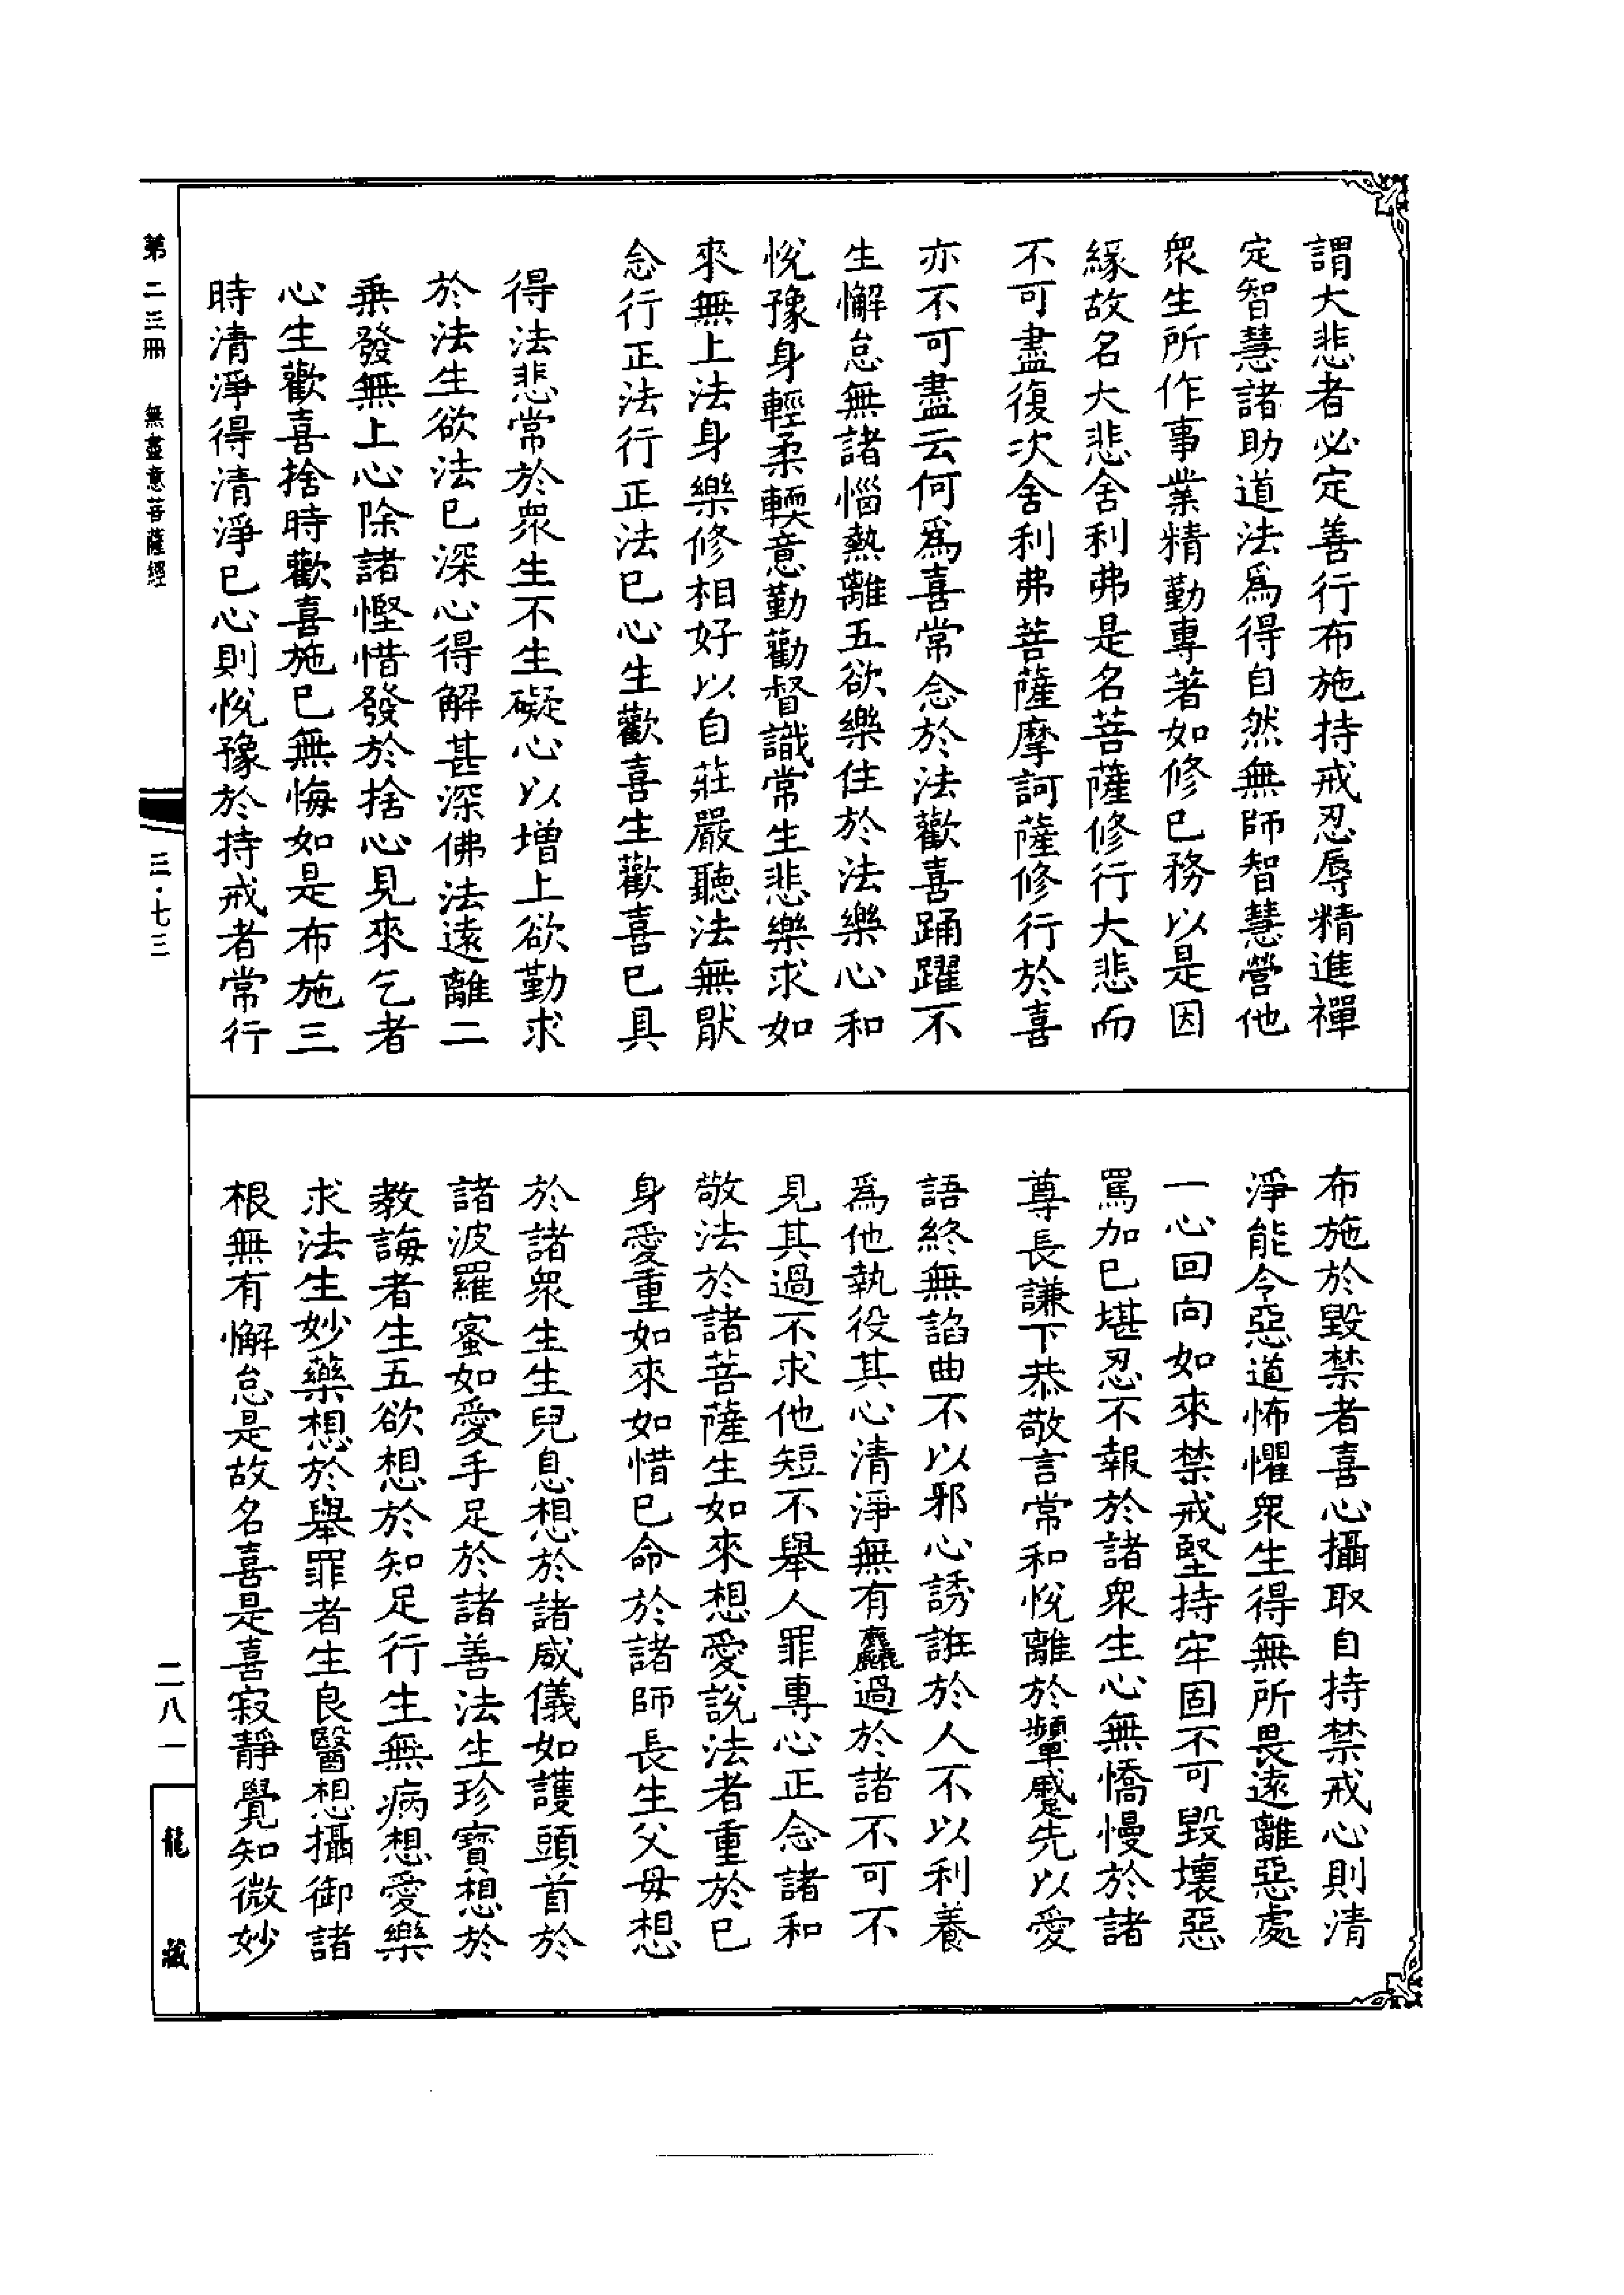 謂大悲者必定善行布施持戒忍辱精進禪
定智慧諸助道法爲得自然無師智慧營他
衆生所作事業精勤專著如修已務以是因
緣故名大悲舍利弗是名菩薩修行大悲而
不可盡復次舍利弗菩薩摩訶薩修行於喜
亦不可盡云何爲喜常念於法歡喜踊躍不
生懈怠無諸惱熱離五欲樂住於法樂心和
悅豫身輕柔輭意勤勸督識常生悲樂求如
來無上法身樂修相好以自莊嚴聽法無猒
念行正法行正法已心生歡喜生歡喜已具
得法悲常於衆生不生礙心以增上欲勤求
於法生欲法已深心得解甚深佛法遠離二
乗發無上心除諸慳惜發於捨心見來乞者
心生歡喜捨時歡喜施已無悔如是布施三
時清淨得清淨已心則悅豫於持戒者常行
布施於毀禁者喜心攝取自持禁戒心則清
淨能令惡道怖懼衆生得無所畏遠離惡處
一心回向如來禁戒堅持牢固不可毀壞惡
罵加已堪忍不報於諸衆生心無憍慢於諸
尊長謙下恭敬言常和悅離於顰蹙先以愛
語終無諂曲不以邪心誘誑於人不以利養
爲他執役其心清淨無有麤過於諸不可不
見其過不求他短不舉人罪專心正念諸和
敬法於諸菩薩生如來想愛說法者重於已
身愛重如來如惜已命於諸師長生父母想
於諸衆生生兒息想於諸威儀如護頭首於
諸波羅蜜如愛手足於諸善法生珍寶想於
教誨者生五欲想於知足行生無病想愛樂
求法生妙藥想於舉罪者生良醫想攝御諸
根無有懈怠是故名喜是喜寂靜覺知微妙
第二三冊 無盡意菩薩經
三·七三
二八一
龍藏